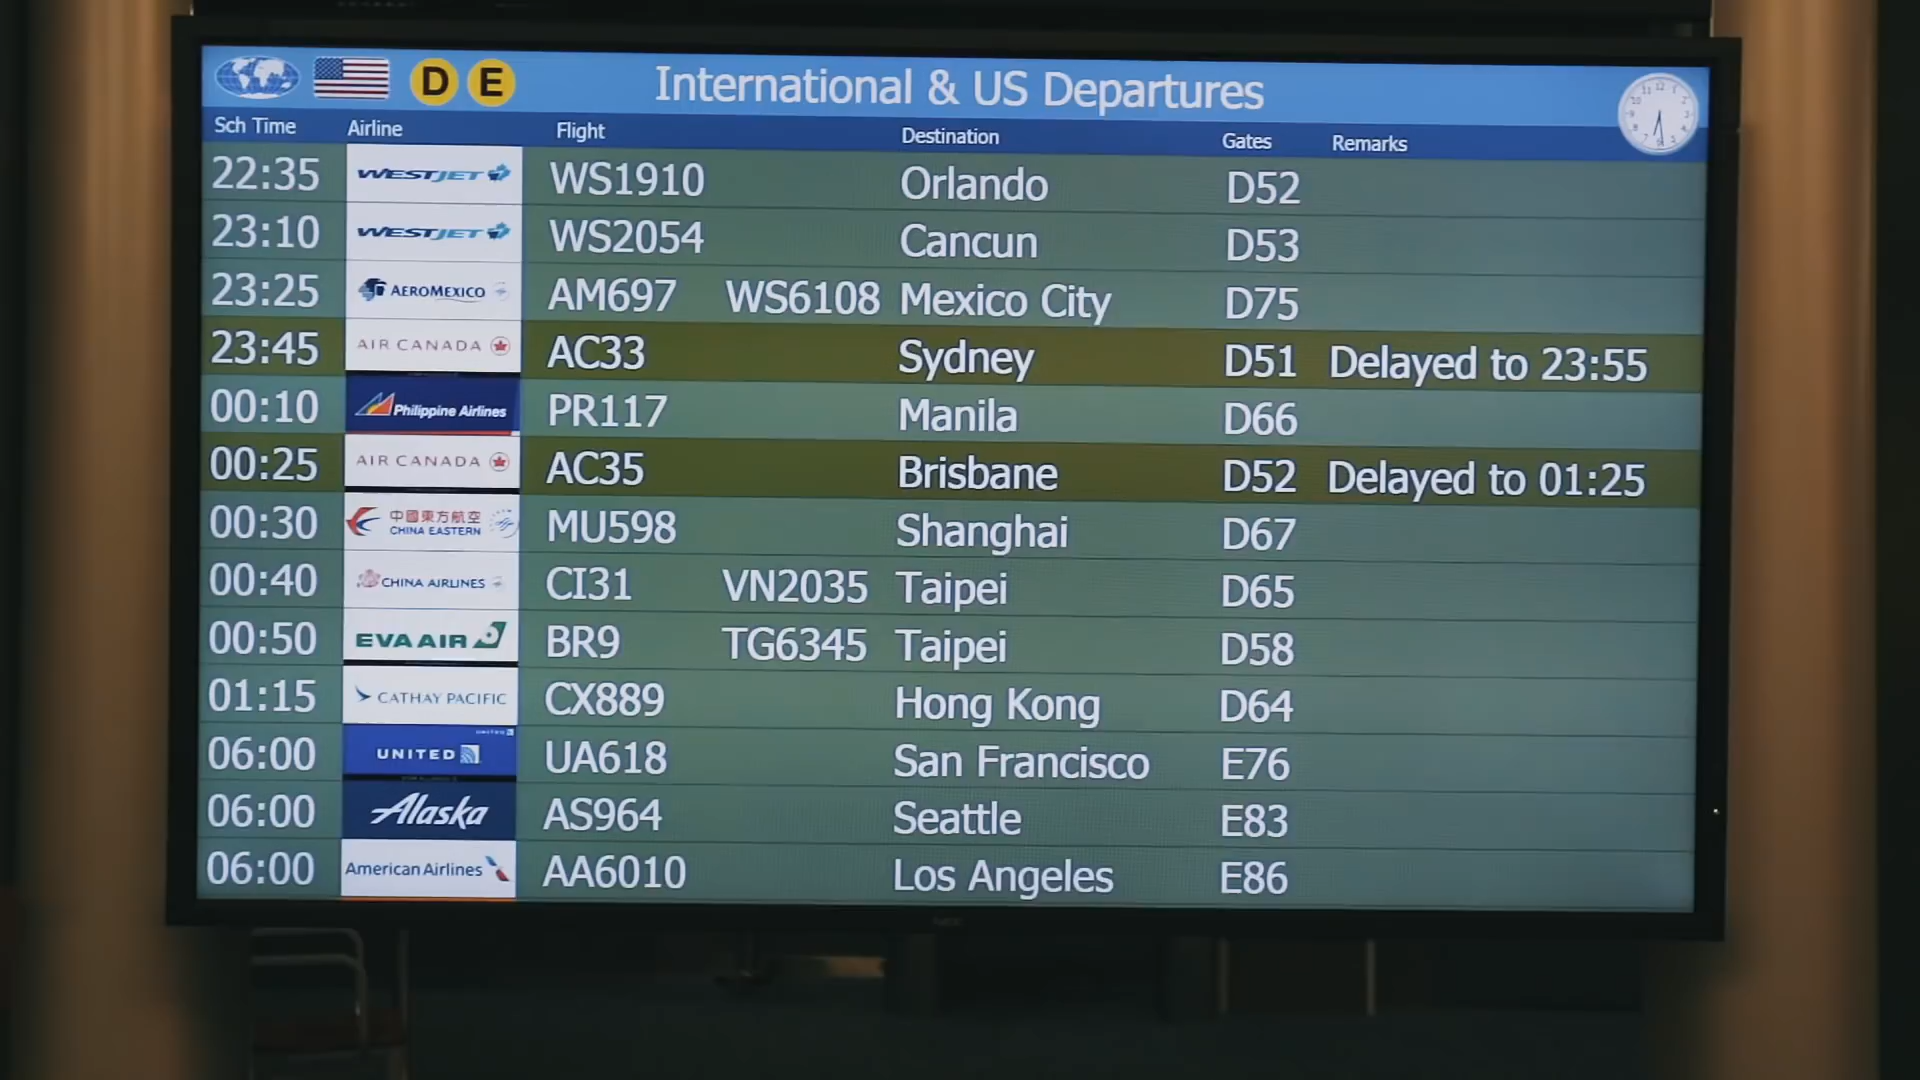 D E International & US Departures
Sch Time Airline Flight Destination Gates Remarks
22:35 WESTJET WS1910 Orlando D52
23:10 WESTJET WS2054 Cancun D53
23:25 AEROMEXICO AM697 WS6108 Mexico City D75
23:45 AIR CANADA AC33 Sydney D51 Delayed to 23:55
00:10 Philippine Airlines PR117 Manila D66
00:25 AIR CANADA AC35 Brisbane D52 Delayed to 01:25
00:30 中國東方航空 CHINA EASTERN MU598 Shanghai D67
00:40 CHINA AIRLINES CI31 VN2035 Taipei D65
00:50 EVA AIR BR9 TG6345 Taipei D58
01:15 CATHAY PACIFIC CX889 Hong Kong D64
06:00 UNITED UA618 San Francisco E76
06:00 Alaska AS964 Seattle E83
06:00 American Airlines AA6010 Los Angeles E86